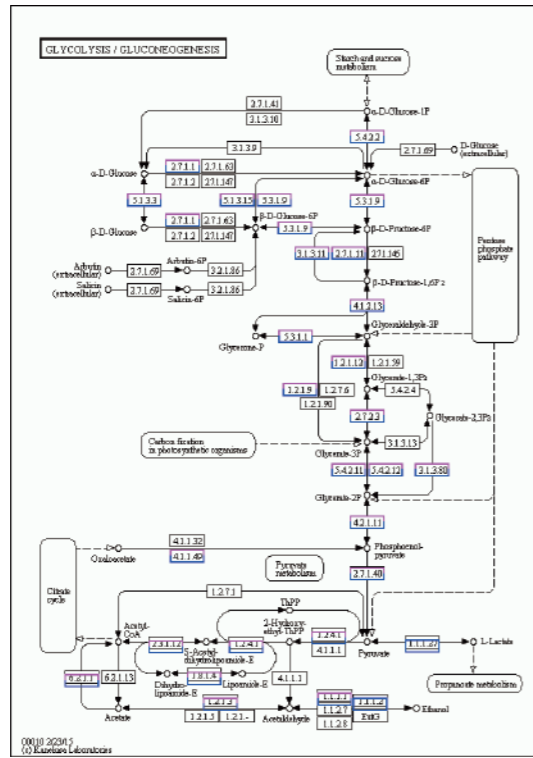 GLYCOLYSIS / GLUCONEOGENESIS
Starch and sucrose
metabolism
2.7.1.41
3.1.3.10
α-D-Glucose-1P
5.4.2.2
3.1.3.9
2.7.1.69
D-Glucose
(extracellular)
α-D-Glucose
2.7.1.1
2.7.1.63
2.7.1.2
2.7.1.147
α-D-Glucose-6P
5.1.3.3
5.1.3.15
5.3.1.9
5.3.1.9
β-D-Glucose-6P
β-D-Glucose
2.7.1.1
2.7.1.63
2.7.1.2
2.7.1.147
5.3.1.9
β-D-Fructose-6P
Pentose
phosphate
pathway
3.1.3.11
2.7.1.11
2.7.1.146
Arbutin
(extracellular)
2.7.1.69
Arbutin-6P
3.2.1.86
Salicin
(extracellular)
2.7.1.69
Salicin-6P
3.2.1.86
β-D-Fructose-1,6P2
4.1.2.13
Glyceraldehyde-3P
5.3.1.1
Glycerone-P
1.2.1.12
1.2.1.59
Glycerate-1,3P2
1.2.1.9
1.2.7.6
1.2.1.90
5.4.2.4
2.7.2.3
Glycerate-2,3P2
Carbon fixation
in photosynthetic organisms
3.1.3.13
Glycerate-3P
5.4.2.11
5.4.2.12
3.1.3.80
Glycerate-2P
4.2.1.11
4.1.1.32
4.1.1.49
Oxaloacetate
Phosphoenol-
pyruvate
Citrate
cycle
Pyruvate
metabolism
2.7.1.40
1.2.7.1
ThPP
Acetyl-
CoA
2-Hydroxy-
ethyl-ThPP
2.3.1.12
1.2.4.1
1.2.4.1
4.1.1.1
Pyruvate
1.1.1.27
L-Lactate
S-Acetyl-
dihydrolipoamide-E
6.2.1.1
6.2.1.13
1.8.1.4
Dihydro-
lipoamide-E
Lipoamide-E
4.1.1.1
Propanoate metabolism
Acetate
1.2.1.3
1.2.1.5
1.2.1.-
Acetaldehyde
1.1.1.1
1.1.1.2
1.1.2.7
EutG
1.1.2.8
Ethanol
00010 2/23/15
(c) Kanehisa Laboratories